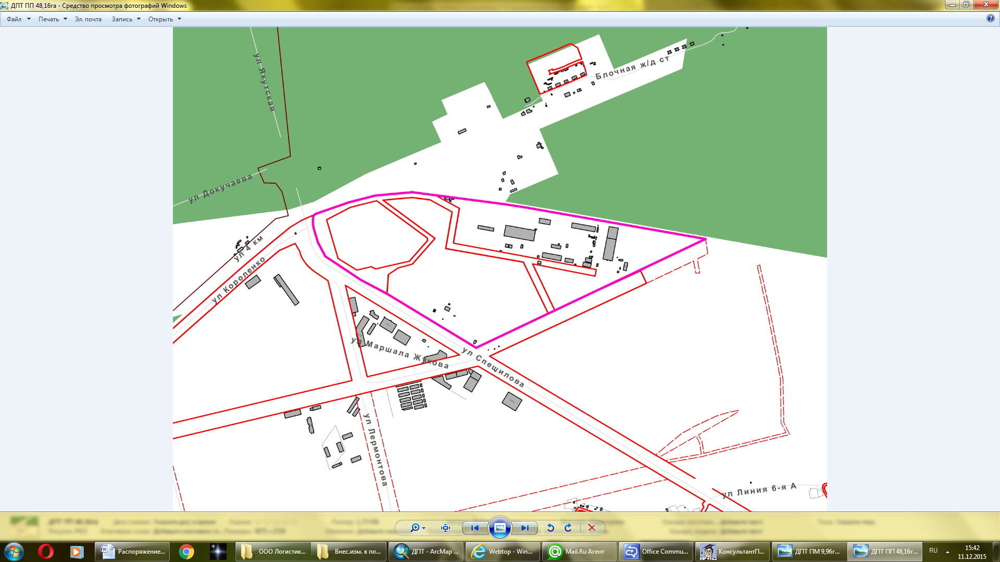 ДПТ ПП 48,16га - Средство просмотра фотографий Windows
Файл Печать Эл. почта Запись Открыть
ул Якутская
Блочная ж/д ст
ул Докучаева
ул 4 км
ул Короленко
ул Маршала Жукова
ул Спешилова
ул Лермонтова
ул Линия 6-я А
Распоряжение...
ООО Логистик...
Внес.изм. в по...
ДПТ - ArcMap ...
Webtop - Win...
Mail.Ru Агент
Office Commu...
КонсультантП...
ДПТ ПМ 9,96г...
ДПТ ПП 48,16г...
RU
15:42
11.12.2015